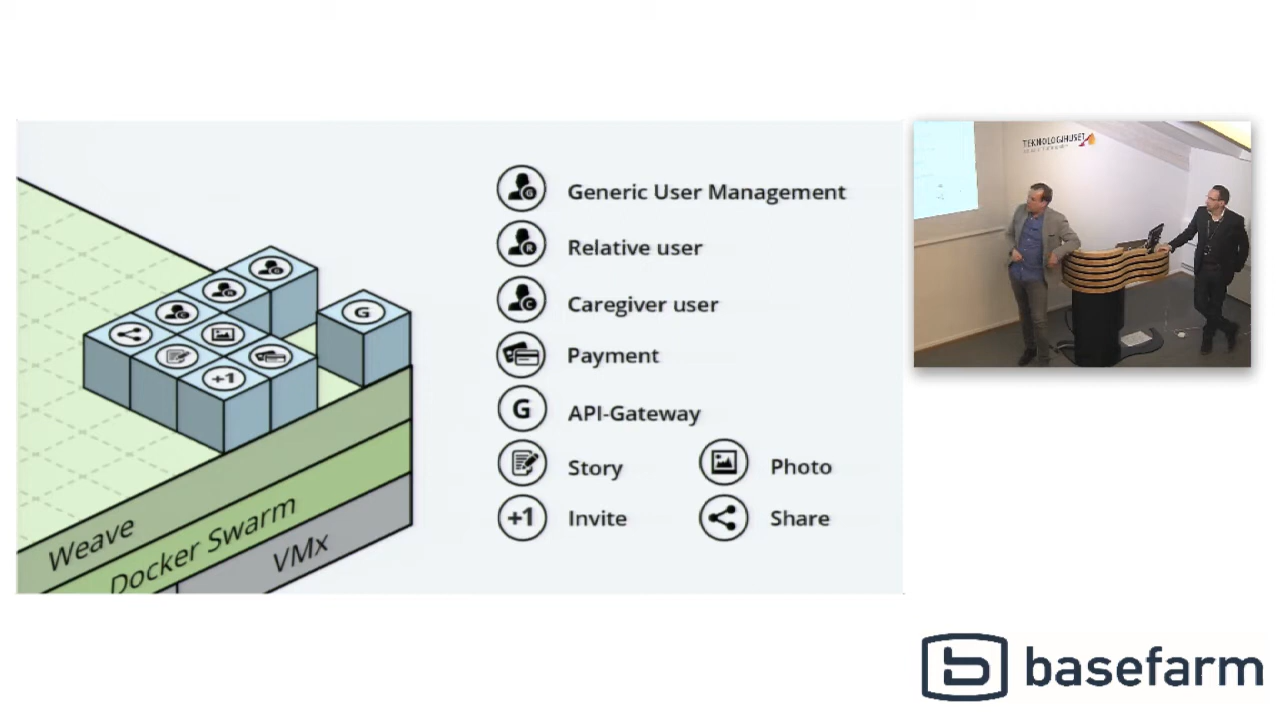 Generic User Management
Relative user
Caregiver user
Payment
G API-Gateway
Story
Photo
+1 Invite
Share
G
+1
Weave
Docker Swarm
VMx
TEKNOLOGIHUSET
basefarm